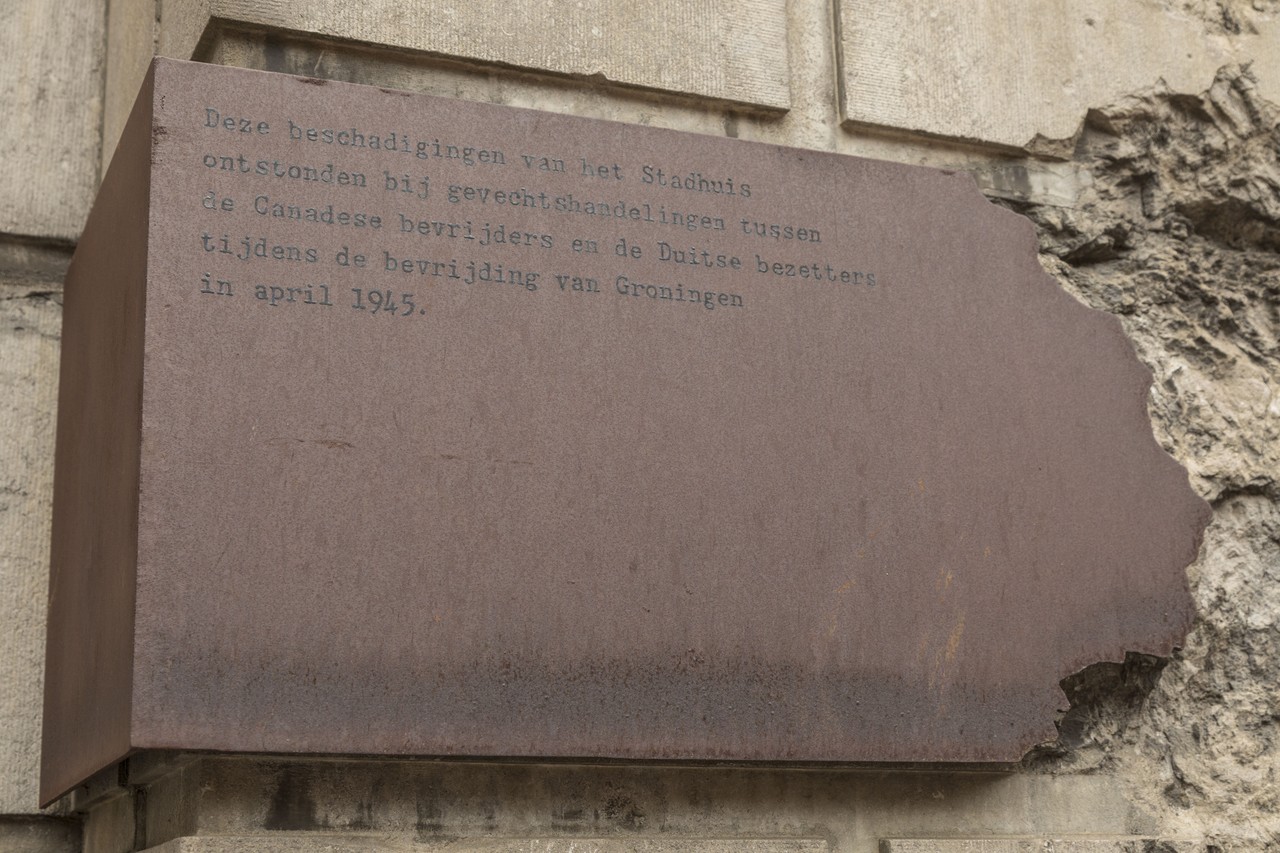 Deze beschadigingen van het Stadhuis
ontstonden bij gevechtshandelingen tussen
de Canadese bevrijders en de Duitse bezetters
tijdens de bevrijding van Groningen
in april 1945.